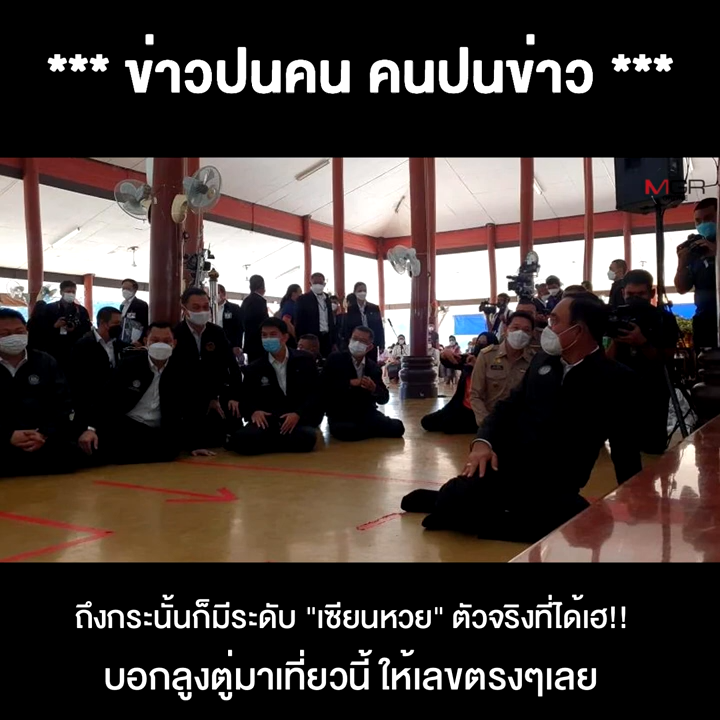 *** ข่าวปนคน คนปนข่าว ***
MGR
ถึงกระนั้นก็มีระดับ "เซียนหวย" ตัวจริงที่ได้เฮ!!
บอกลูงตู่มาเที่ยวนี้ ให้เลขตรงๆเลย